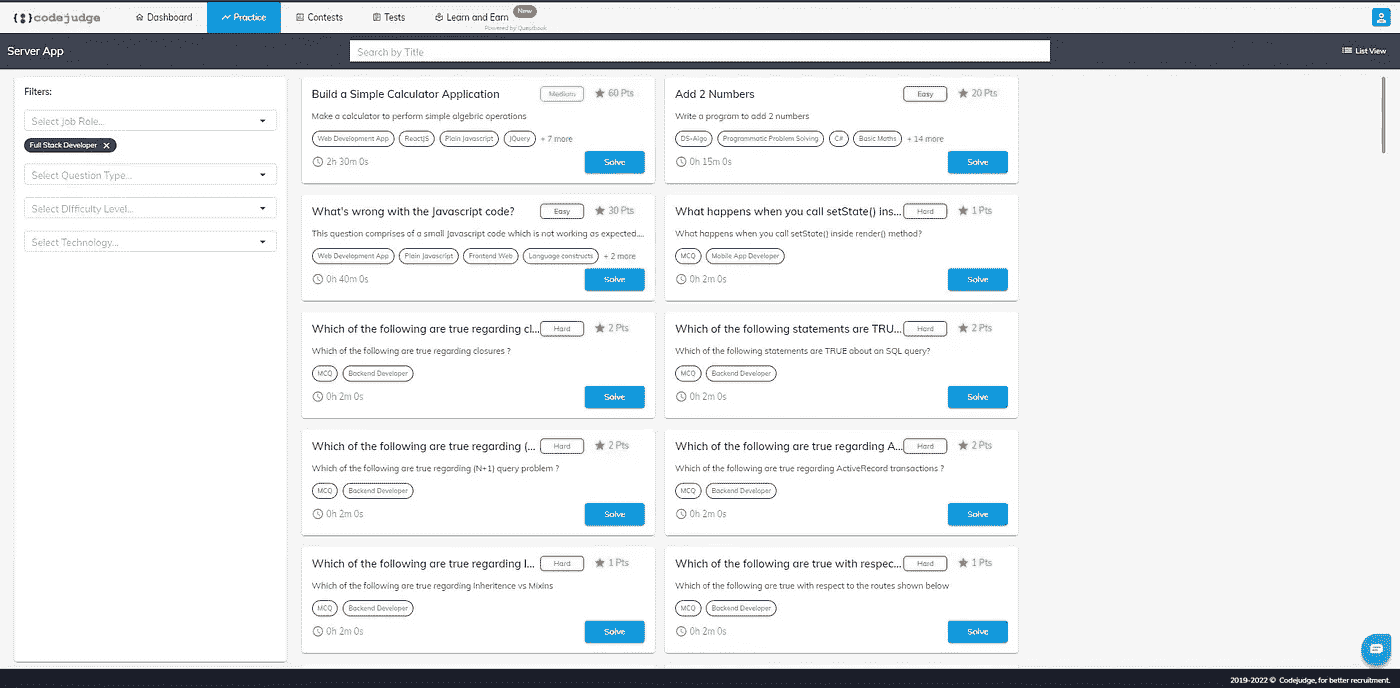 {:}codejudge
Dashboard
Practice
Contests
Tests
Learn and Earn
New
Powered by Questbook
Server App
Search by Title
List View
Filters:
Select Job Role...
Full Stack Developer X
Select Question Type...
Select Difficulty Level...
Select Technology...
Build a Simple Calculator Application
Medium
60 Pts
Make a calculator to perform simple algebric operations
Web Development App ReactJS Plain Javascript JQuery + 7 more
2h 30m 0s
Solve
Add 2 Numbers
Easy
20 Pts
Write a program to add 2 numbers
DS-Algo Programmatic Problem Solving C# Basic Maths + 14 more
0h 15m 0s
Solve
What's wrong with the Javascript code?
Easy
30 Pts
This question comprises of a small Javascript code which is not working as expected....
Web Development App Plain Javascript Frontend Web Language constructs + 2 more
0h 40m 0s
Solve
What happens when you call setState() ins...
Hard
1 Pts
What happens when you call setState() inside render() method?
MCQ Mobile App Developer
0h 2m 0s
Solve
Which of the following are true regarding cl...
Hard
2 Pts
Which of the following are true regarding closures ?
MCQ Backend Developer
0h 2m 0s
Solve
Which of the following statements are TRU...
Hard
2 Pts
Which of the following statements are TRUE about an SQL query?
MCQ Backend Developer
0h 2m 0s
Solve
Which of the following are true regarding (...
Hard
2 Pts
Which of the following are true regarding (N+1) query problem ?
MCQ Backend Developer
0h 2m 0s
Solve
Which of the following are true regarding A...
Hard
2 Pts
Which of the following are true regarding ActiveRecord transactions ?
MCQ Backend Developer
0h 2m 0s
Solve
Which of the following are true regarding I...
Hard
1 Pts
Which of the following are true regarding Inheritence vs Mixins
MCQ Backend Developer
0h 2m 0s
Solve
Which of the following are true with respec...
Hard
1 Pts
Which of the following are true with respect to the routes shown below
MCQ Backend Developer
0h 2m 0s
Solve
2019-2022 © Codejudge, for better recruitment.